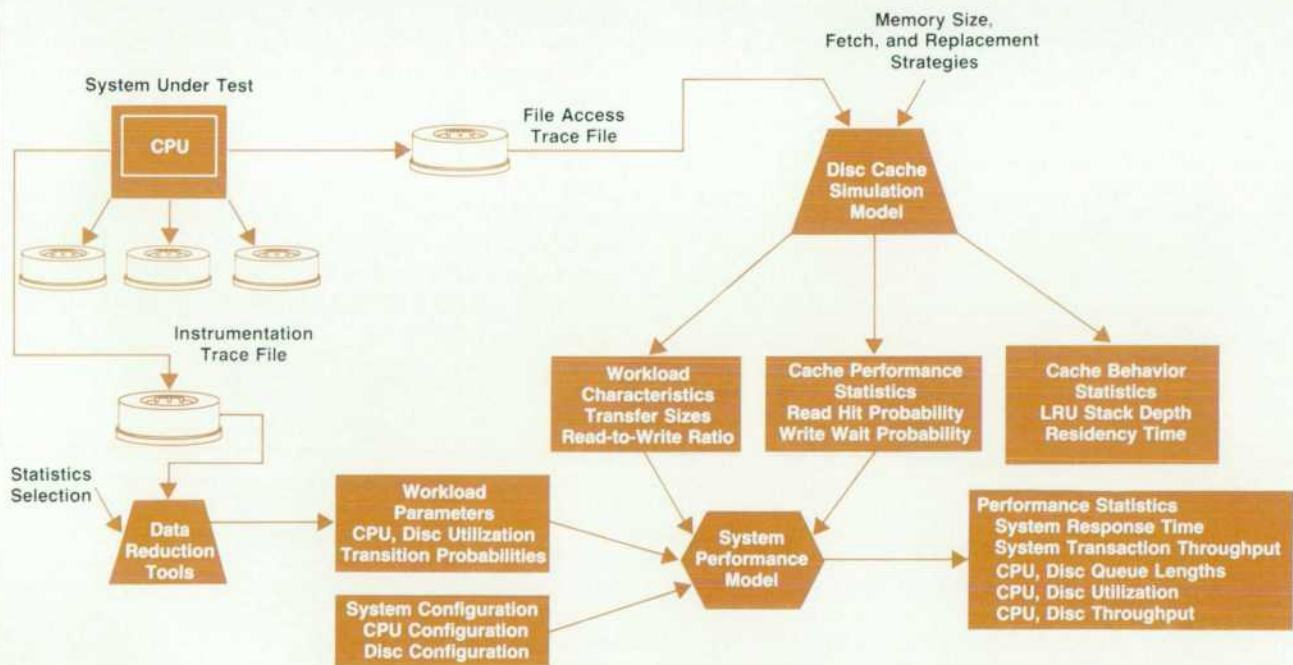 Memory Size,
Fetch, and Replacement
Strategies
System Under Test
CPU
File Access
Trace File
Disc Cache
Simulation
Model
Instrumentation
Trace File
Workload
Characteristics
Transfer Sizes
Read-to-Write Ratio
Cache Performance
Statistics
Read Hit Probability
Write Wait Probability
Cache Behavior
Statistics
LRU Stack Depth
Residency Time
Statistics
Selection
Data
Reduction
Tools
Workload
Parameters
CPU, Disc Utilization
Transition Probabilities
System Configuration
CPU Configuration
Disc Configuration
System
Performance
Model
Performance Statistics
System Response Time
System Transaction Throughput
CPU, Disc Queue Lengths
CPU, Disc Utilization
CPU, Disc Throughput